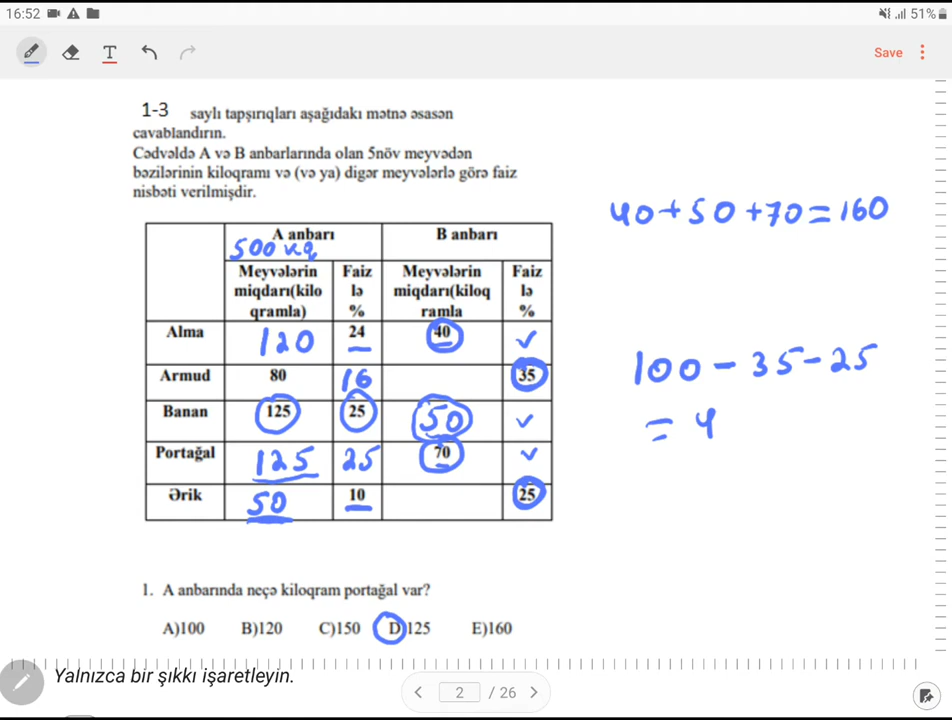 16:52 51%
T Save
1-3 saylı tapşırıqları aşağıdakı mətnə əsasən
cavablandırın.
Cədvəldə A və B anbarlarında olan 5növ meyvədən
bəzilərinin kiloqramı və (və ya) digər meyvələrlə görə faiz
nisbəti verilmişdir.
40+50+70=160
A anbarı B anbarı
500 kq
Meyvələrin Faiz Meyvələrin Faiz
miqdarı(kilo lə miqdarı(kiloq lə
qramla) % ramla %
Alma 120 24 40
100-35-25
Armud 80 16 35
Banan 125 25 50
= 4
Portağal 125 25 70
Ərik 50 10 25
1. A anbarında neçə kiloqram portağal var?
A)100 B)120 C)150 D)125 E)160
Yalnızca bir şıkkı işaretleyin.
2 / 26